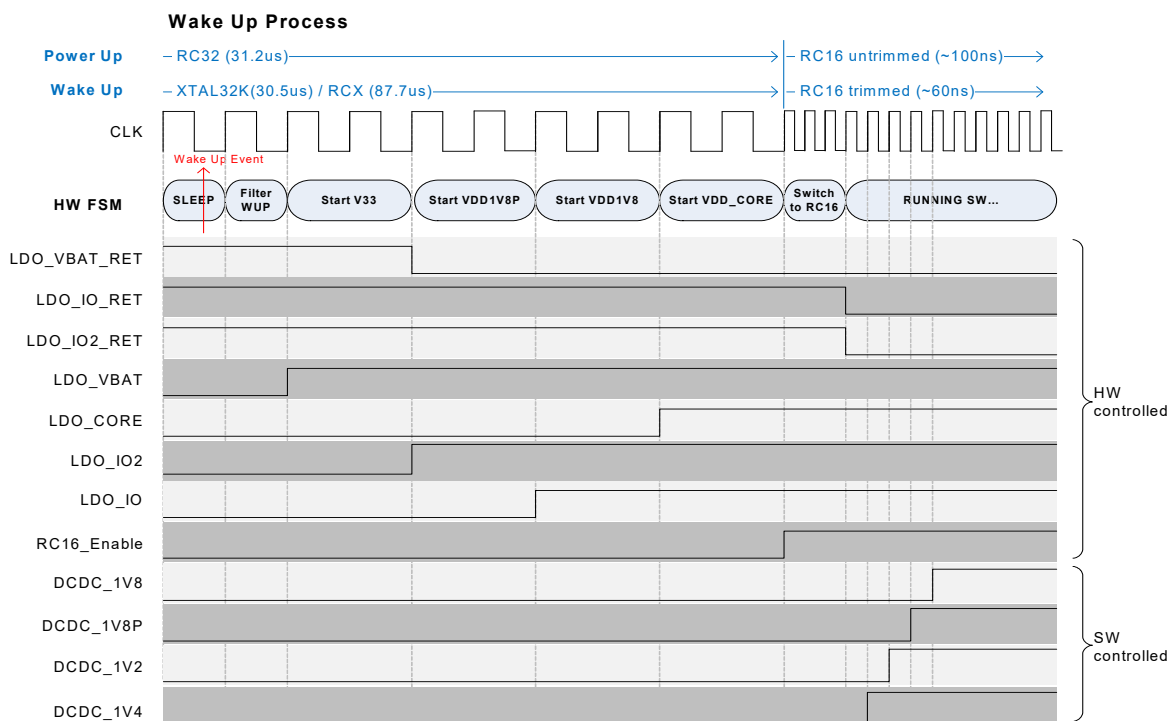 Wake Up Process
Power Up
RC32 (31.2us)
RC16 untrimmed (~100ns)
Wake Up
XTAL32K(30.5us) / RCX (87.7us)
RC16 trimmed (~60ns)
CLK
Wake Up Event
HW FSM
SLEEP
Filter
WUP
Start V33
Start VDD1V8P
Start VDD1V8
Start VDD_CORE
Switch
to RC16
RUNNING SW...
LDO_VBAT_RET
LDO_IO_RET
LDO_IO2_RET
LDO_VBAT
LDO_CORE
LDO_IO2
LDO_IO
RC16_Enable
HW
controlled
DCDC_1V8
DCDC_1V8P
DCDC_1V2
DCDC_1V4
SW
controlled